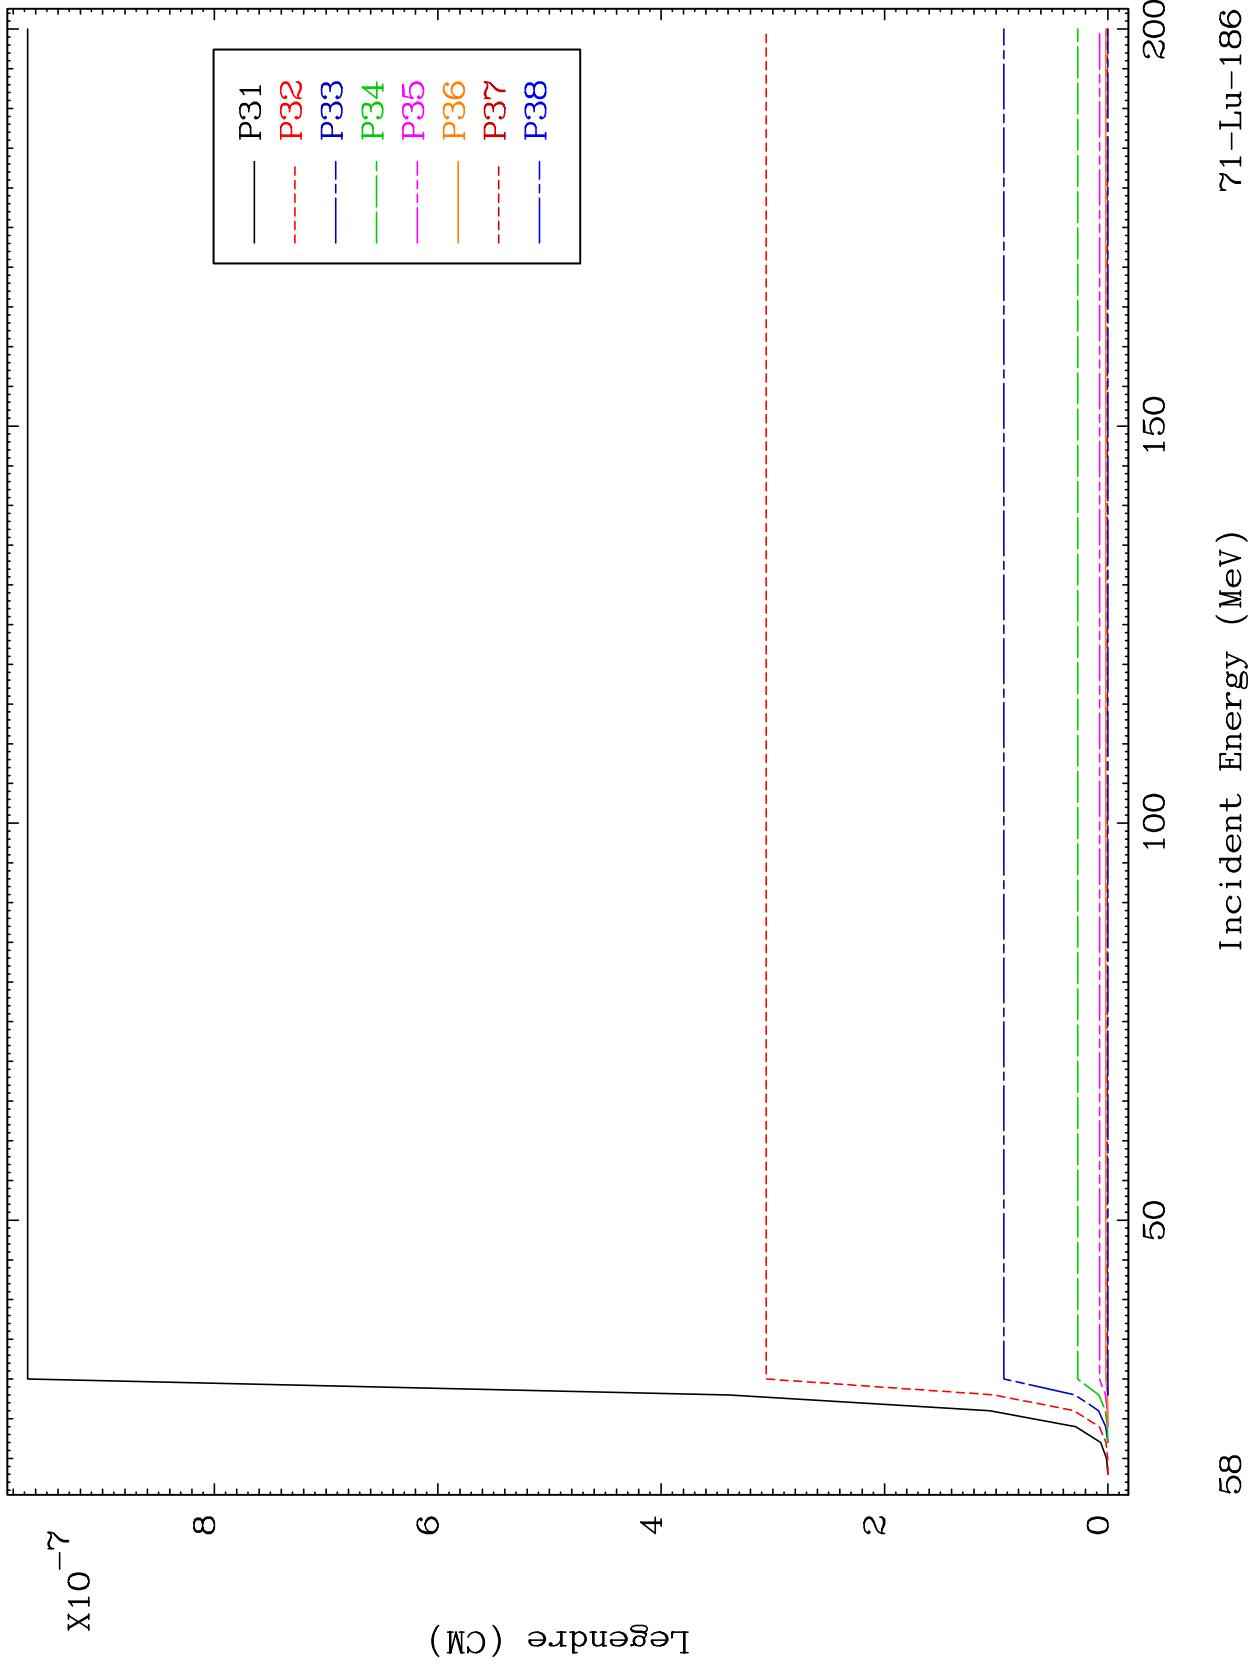 X10-7
8
6
4
2
0
Legendre (CM)
P31
P32
P33
P34
P35
P36
P37
P38
50
100
150
200
Incident Energy (MeV)
58
71-Lu-186